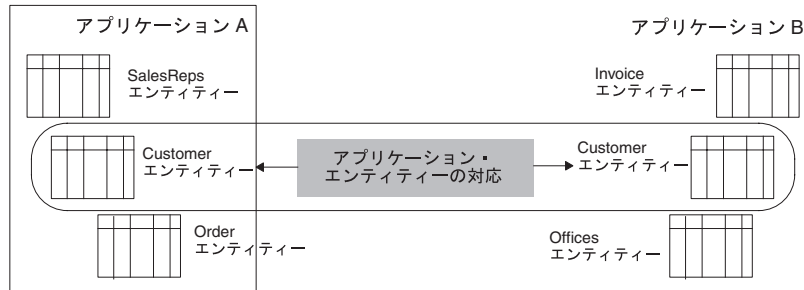 アプリケーション A
SalesReps
エンティティー
Customer
エンティティー
Order
エンティティー
アプリケーション・
エンティティーの対応
アプリケーション B
Invoice
エンティティー
Customer
エンティティー
Offices
エンティティー